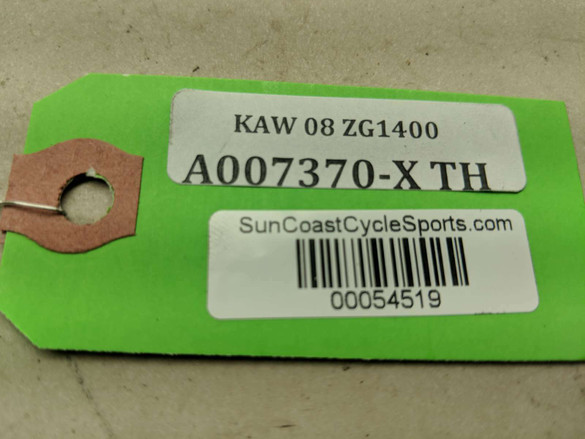 KAW 08 ZG1400
A007370-X TH
SunCoastCycleSports.com
00054519